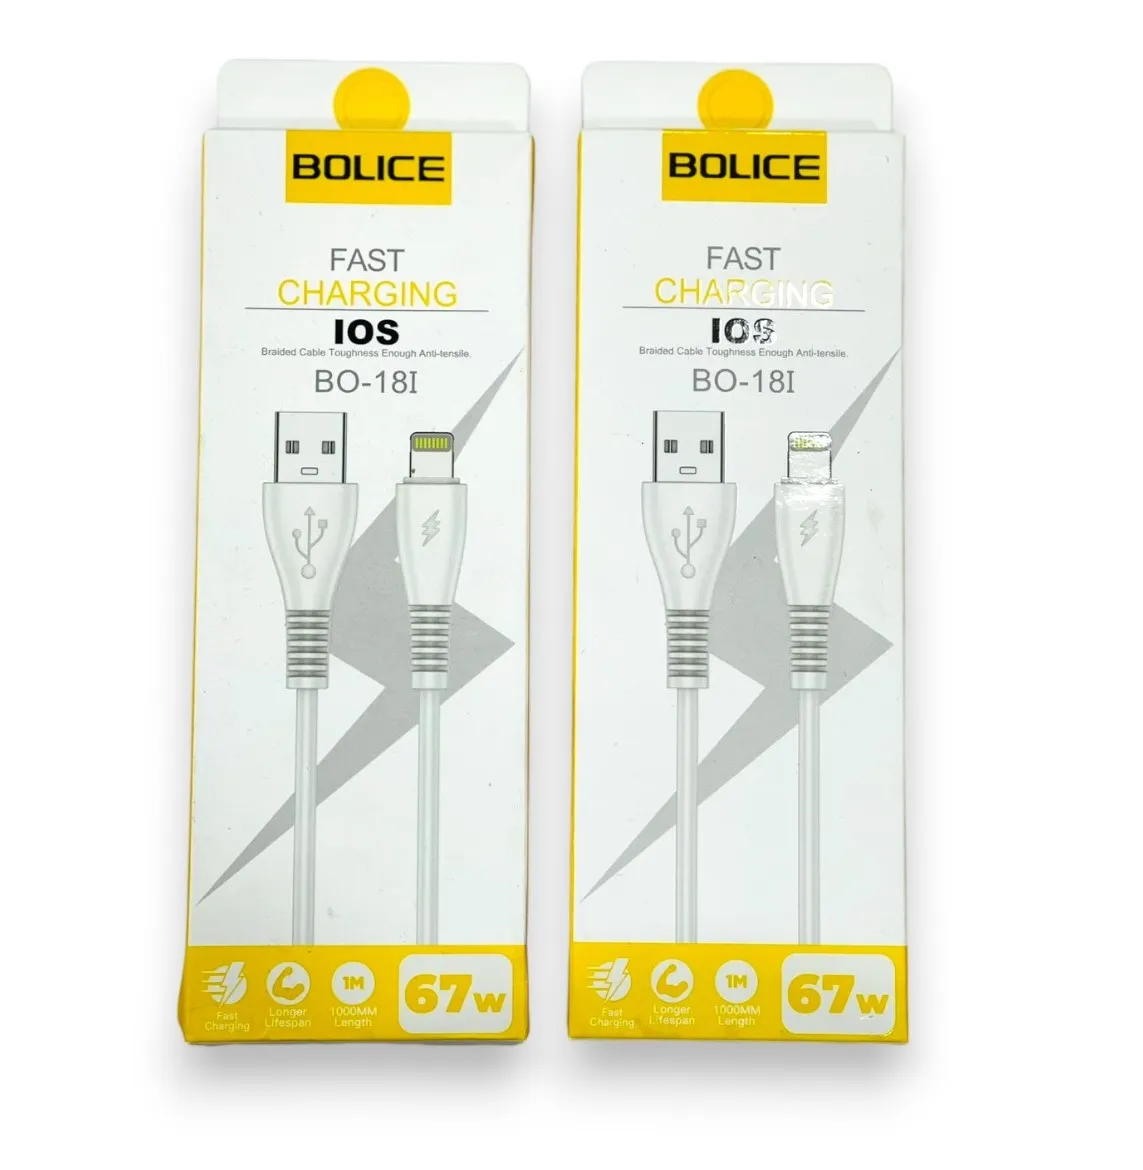 BOLICE
FAST
CHARGING
IOS
Braided Cable Toughness Enough Anti-tensile.
BO-18I
Fast
Charging
Longer
Lifespan
1M
1000MM
Length
67w
BOLICE
FAST
CHARGING
IOS
Braided Cable Toughness Enough Anti-tensile.
BO-18I
Fast
Charging
Longer
Lifespan
1M
1000MM
Length
67w